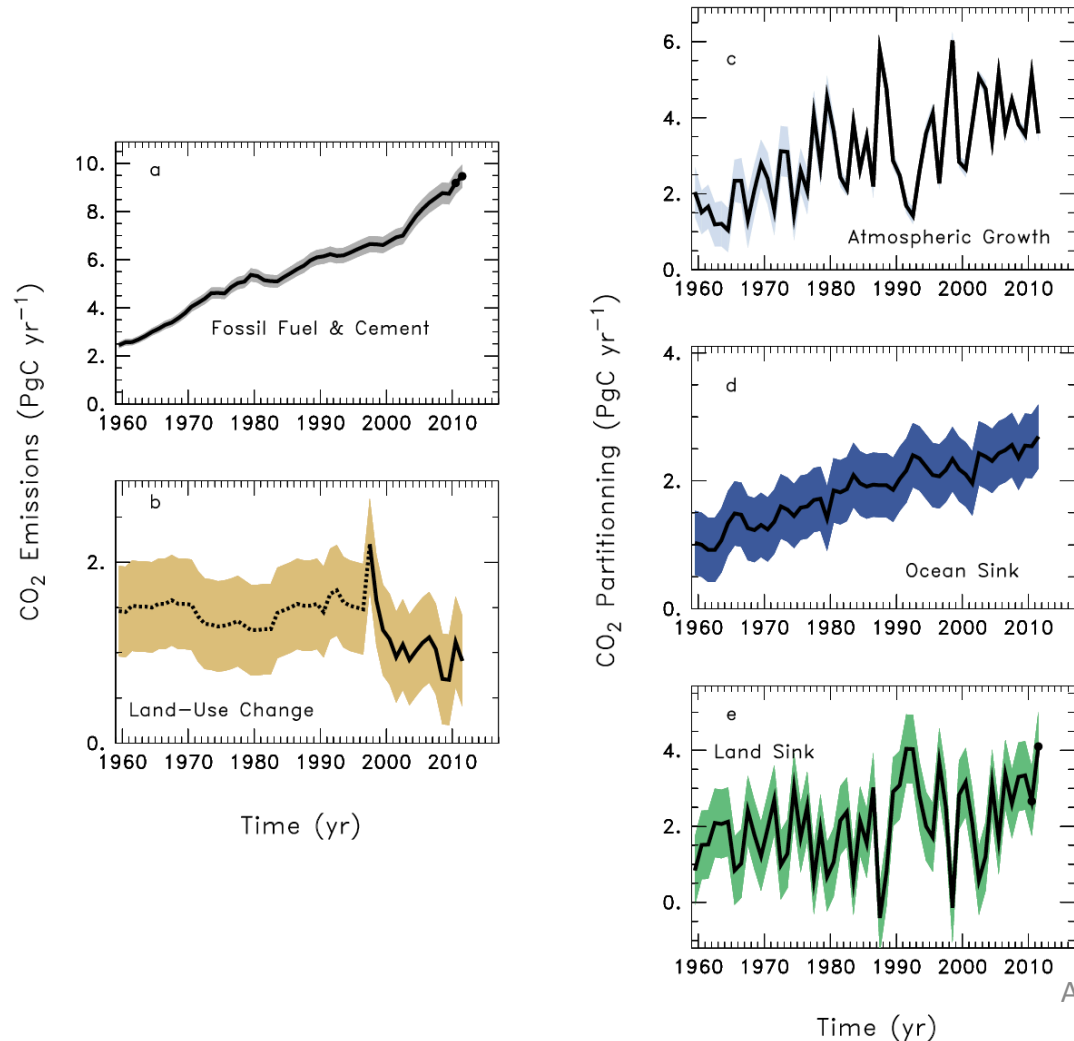 a
10.
8.
6.
4.
2.
0.
Fossil Fuel & Cement
1960 1970 1980 1990 2000 2010
CO₂ Emissions (PgC yr⁻¹)
b
2.
0.
Land–Use Change
1960 1970 1980 1990 2000 2010
Time (yr)
c
6.
4.
2.
0.
Atmospheric Growth
1960 1970 1980 1990 2000 2010
CO₂ Partitionning (PgC yr⁻¹)
d
4.
2.
0.
Ocean Sink
1960 1970 1980 1990 2000 2010
e
Land Sink
4.
2.
0.
1960 1970 1980 1990 2000 2010
A
Time (yr)